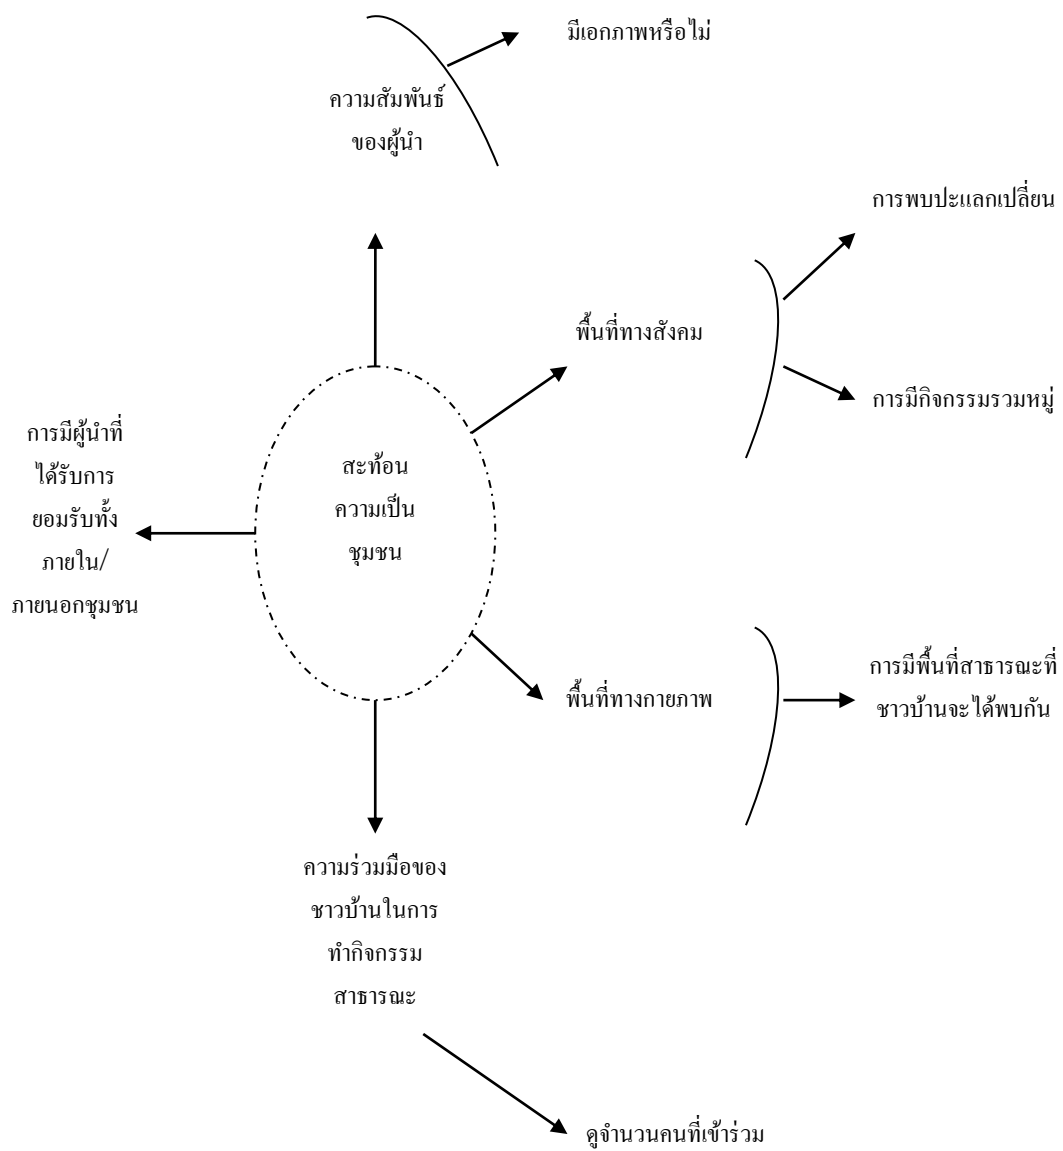 มีเอกภาพหรือไม่
ความสัมพันธ์
ของผู้นำ
การพบปะแลกเปลี่ยน
พื้นที่ทางสังคม
การมีกิจกรรมรวมหมู่
การมีผู้นำที่
ได้รับการ
ยอมรับทั้ง
ภายใน/
ภายนอกชุมชน
สะท้อน
ความเป็น
ชุมชน
พื้นที่ทางกายภาพ
การมีพื้นที่สาธารณะที่
ชาวบ้านจะได้พบกัน
ความร่วมมือของ
ชาวบ้านในการ
ทำกิจกรรม
สาธารณะ
ดูจำนวนคนที่เข้าร่วม